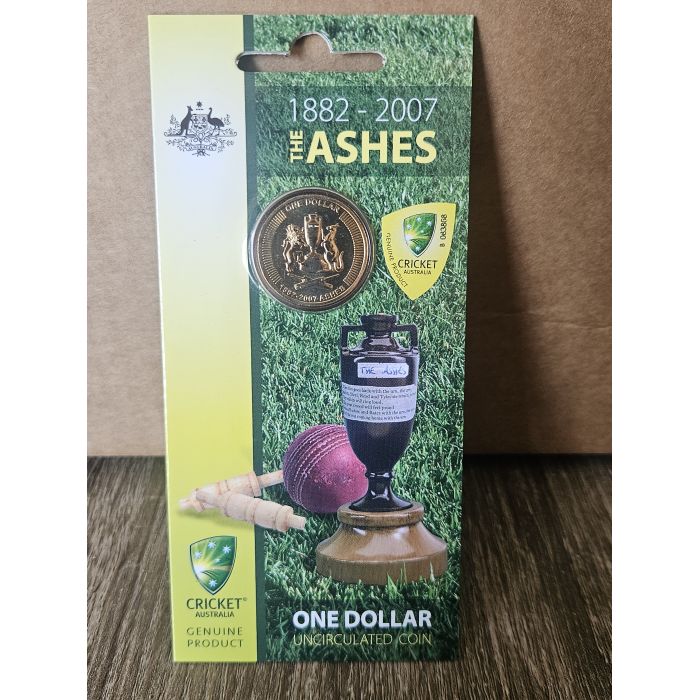 1882 - 2007
THE ASHES
AUSTRALIA
ONE DOLLAR
1882-2007 ASHES
CRICKET
AUSTRALIA
GENUINE PRODUCT
THE ASHES
CRICKET®
AUSTRALIA
GENUINE
PRODUCT
ONE DOLLAR
UNCIRCULATED COIN